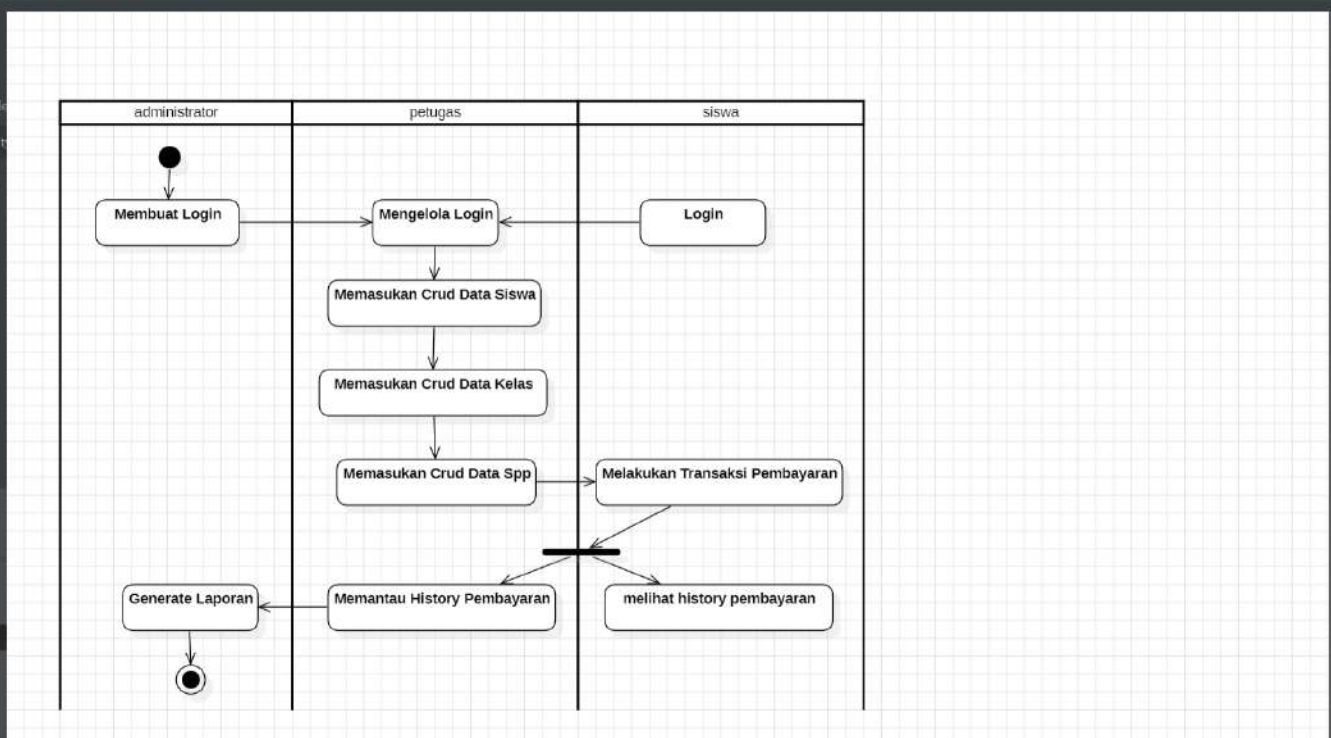 administrator
petugas
siswa
Membuat Login
Mengelola Login
Login
Memasukan Crud Data Siswa
Memasukan Crud Data Kelas
Memasukan Crud Data Spp
Melakukan Transaksi Pembayaran
Generate Laporan
Memantau History Pembayaran
melihat history pembayaran